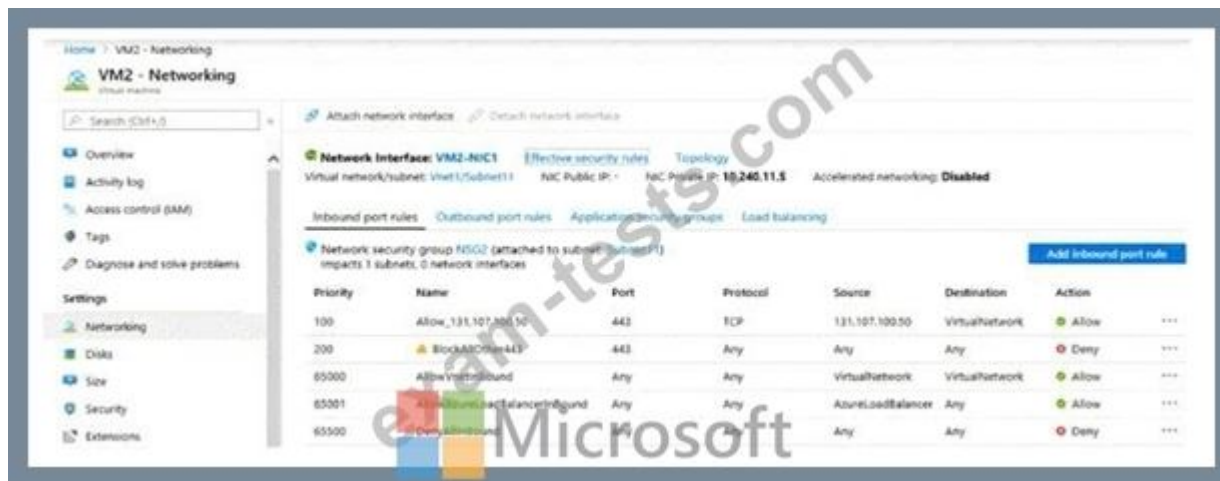 Home > VM2 - Networking
VM2 - Networking
Virtual machine
Search (Ctrl+/)
Attach network interface Detach network interface
Overview
Activity log
Access control (IAM)
Tags
Diagnose and solve problems
Settings
Networking
Disks
Size
Security
Extensions
Network Interface: VM2-NIC1 Effective security rules Topology
Virtual network/subnet: Vnet1/Subnet11 NIC Public IP: - NIC Private IP: 10.240.11.5 Accelerated networking: Disabled
Inbound port rules Outbound port rules Application security groups Load balancing
Network security group NSG2 (attached to subnet: Subnet11)
Impacts 1 subnets, 0 network interfaces
Add inbound port rule
Priority Name Port Protocol Source Destination Action
100 Allow_131.107.100.50 443 TCP 131.107.100.50 VirtualNetwork Allow
200 BlockAllOther443 443 Any Any Any Deny
65000 AllowVnetInBound Any Any VirtualNetwork VirtualNetwork Allow
65001 AllowAzureLoadBalancerInBound Any Any AzureLoadBalancer Any Allow
65500 DenyAllInBound Any Any Any Any Deny
exam-tests.com
Microsoft